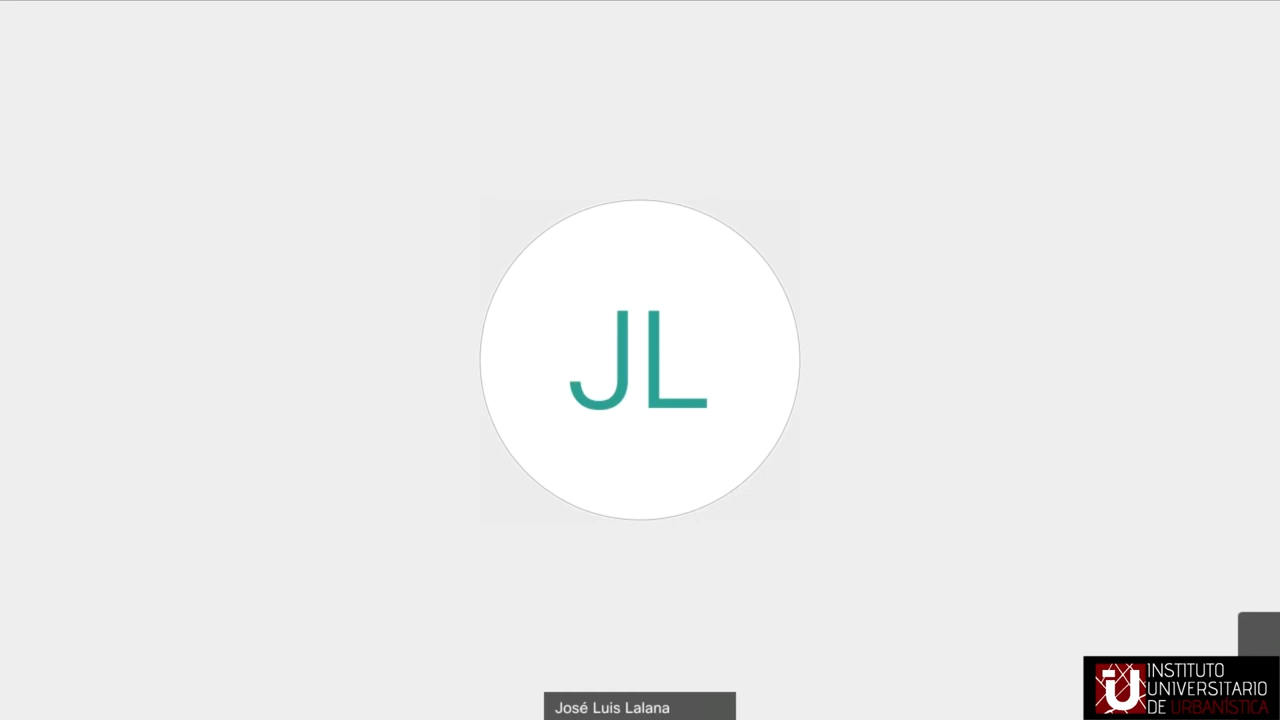 JL
José Luis Lalana
INSTITUTO
UNIVERSITARIO
DE URBANÍSTICA